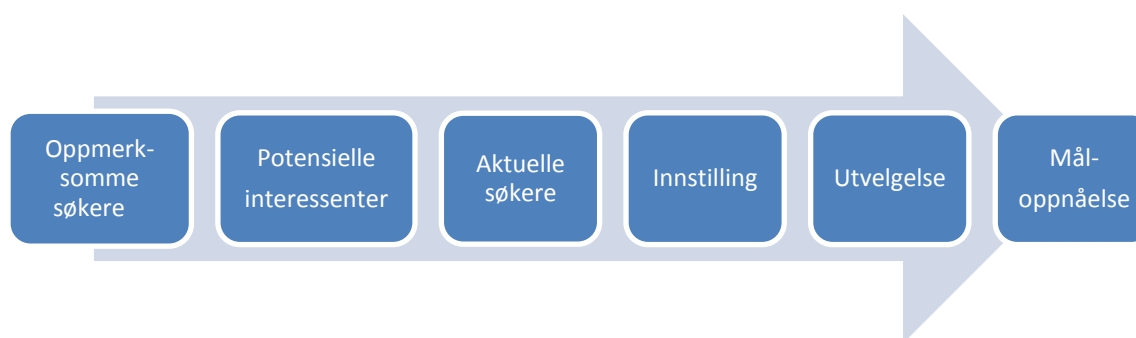 Oppmerk-
somme
søkere
Potensielle
interessenter
Aktuelle
søkere
Innstilling
Utvelgelse
Mål-
oppnåelse